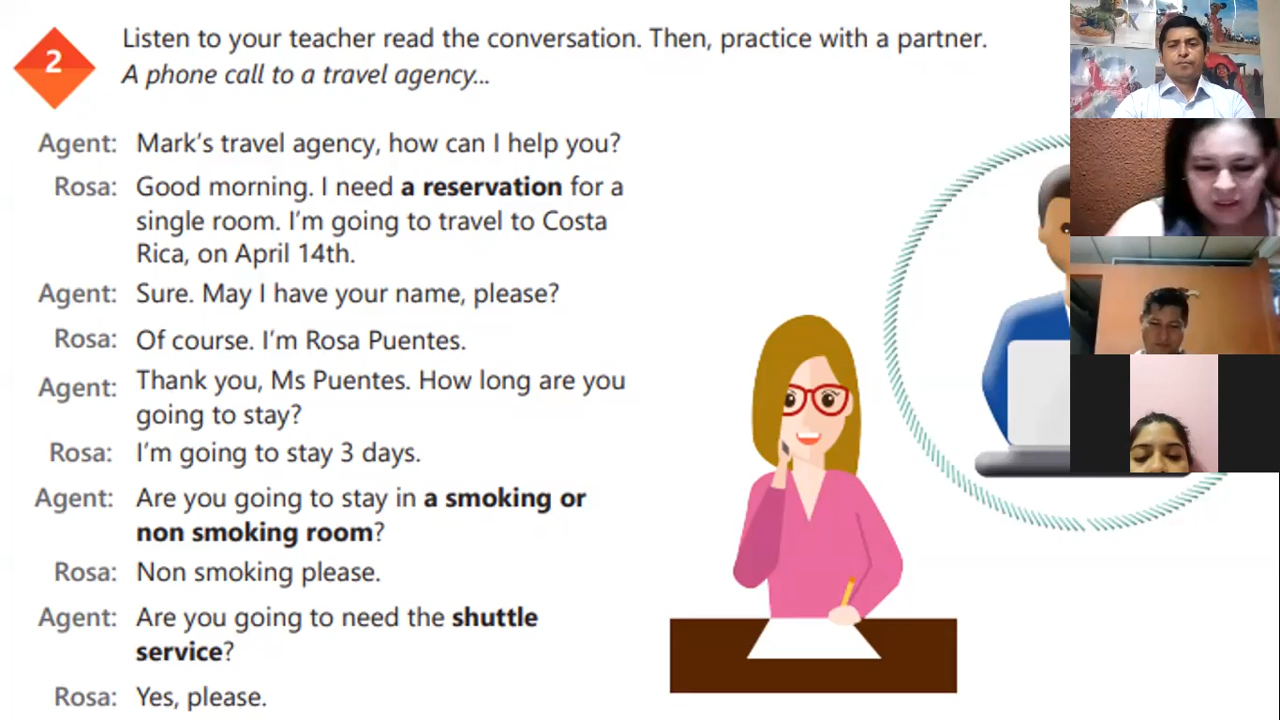 2
Listen to your teacher read the conversation. Then, practice with a partner.
A phone call to a travel agency...
Agent: Mark's travel agency, how can I help you?
Rosa: Good morning. I need a reservation for a
single room. I'm going to travel to Costa
Rica, on April 14th.
Agent: Sure. May I have your name, please?
Rosa: Of course. I'm Rosa Puentes.
Agent: Thank you, Ms Puentes. How long are you
going to stay?
Rosa: I'm going to stay 3 days.
Agent: Are you going to stay in a smoking or
non smoking room?
Rosa: Non smoking please.
Agent: Are you going to need the shuttle
service?
Rosa: Yes, please.